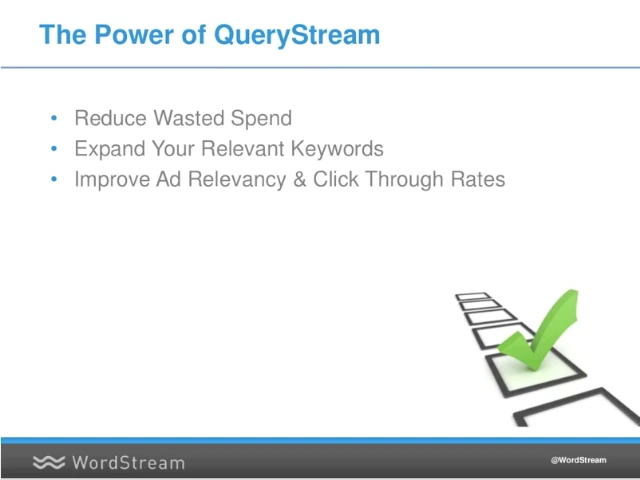 The Power of QueryStream
• Reduce Wasted Spend
• Expand Your Relevant Keywords
• Improve Ad Relevancy & Click Through Rates
WordStream
@WordStream